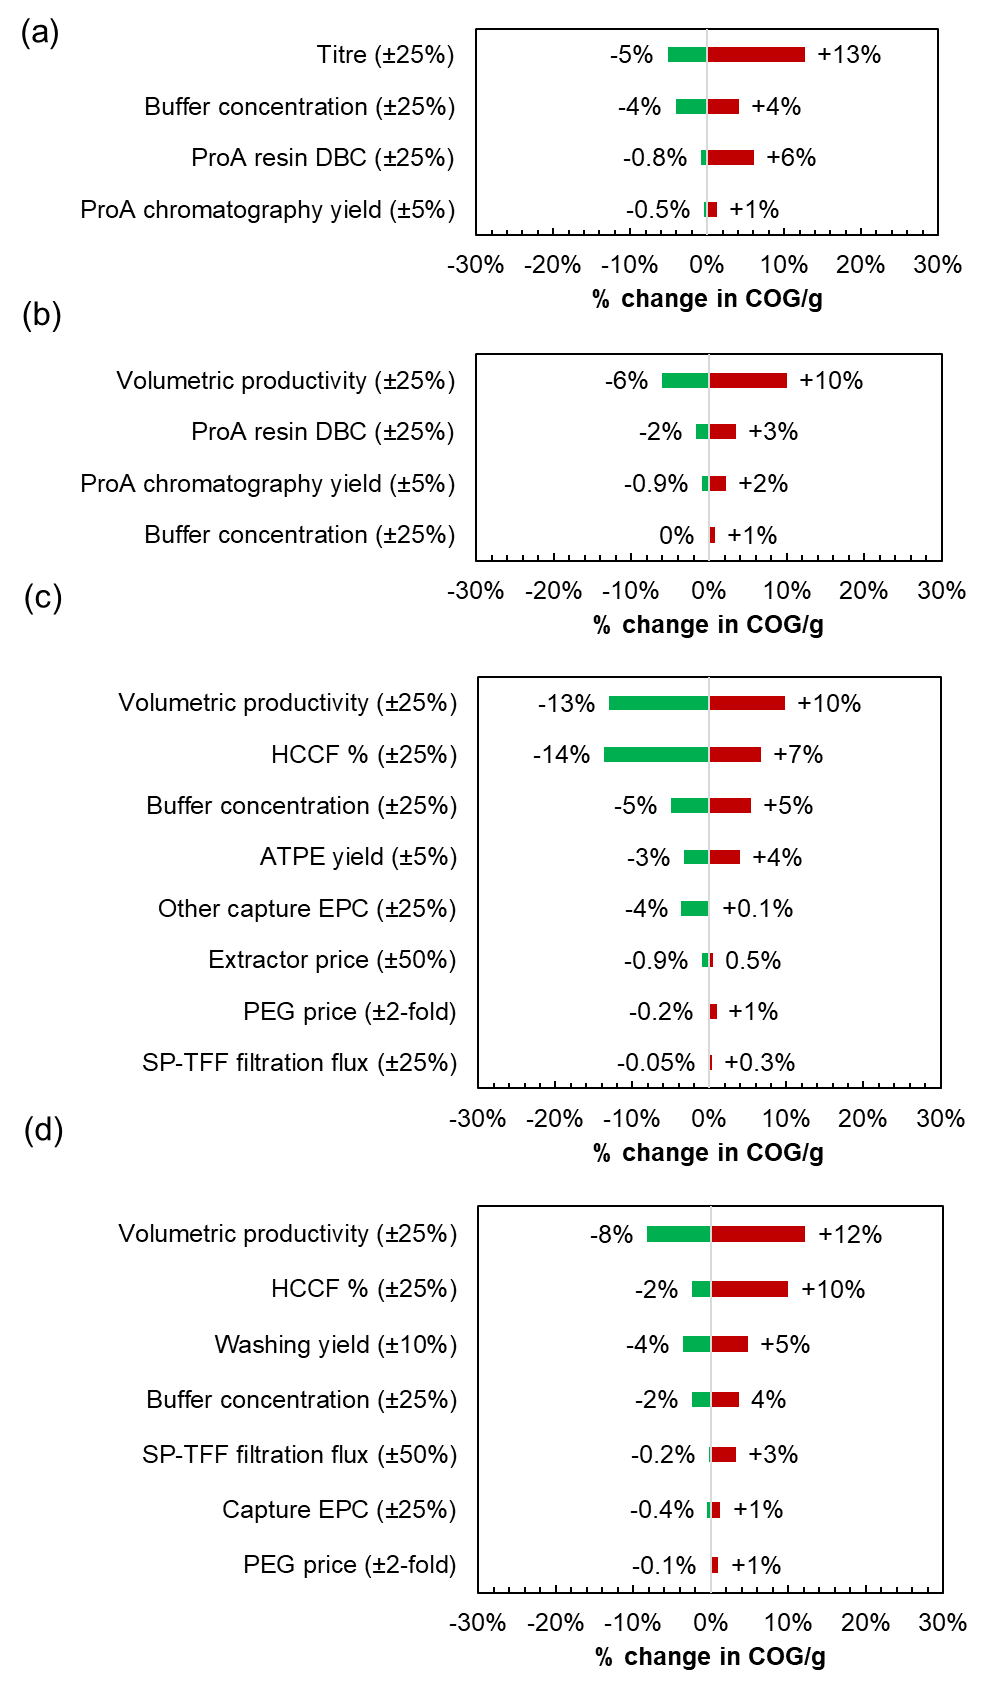 (a)
Titre (±25%) -5% +13%
Buffer concentration (±25%) -4% +4%
ProA resin DBC (±25%) -0.8% +6%
ProA chromatography yield (±5%) -0.5% +1%
-30% -20% -10% 0% 10% 20% 30%
% change in COG/g
(b)
Volumetric productivity (±25%) -6% +10%
ProA resin DBC (±25%) -2% +3%
ProA chromatography yield (±5%) -0.9% +2%
Buffer concentration (±25%) 0% +1%
-30% -20% -10% 0% 10% 20% 30%
% change in COG/g
(c)
Volumetric productivity (±25%) -13% +10%
HCCF % (±25%) -14% +7%
Buffer concentration (±25%) -5% +5%
ATPE yield (±5%) -3% +4%
Other capture EPC (±25%) -4% +0.1%
Extractor price (±50%) -0.9% 0.5%
PEG price (±2-fold) -0.2% +1%
SP-TFF filtration flux (±25%) -0.05% +0.3%
-30% -20% -10% 0% 10% 20% 30%
% change in COG/g
(d)
Volumetric productivity (±25%) -8% +12%
HCCF % (±25%) -2% +10%
Washing yield (±10%) -4% +5%
Buffer concentration (±25%) -2% 4%
SP-TFF filtration flux (±50%) -0.2% +3%
Capture EPC (±25%) -0.4% +1%
PEG price (±2-fold) -0.1% +1%
-30% -20% -10% 0% 10% 20% 30%
% change in COG/g